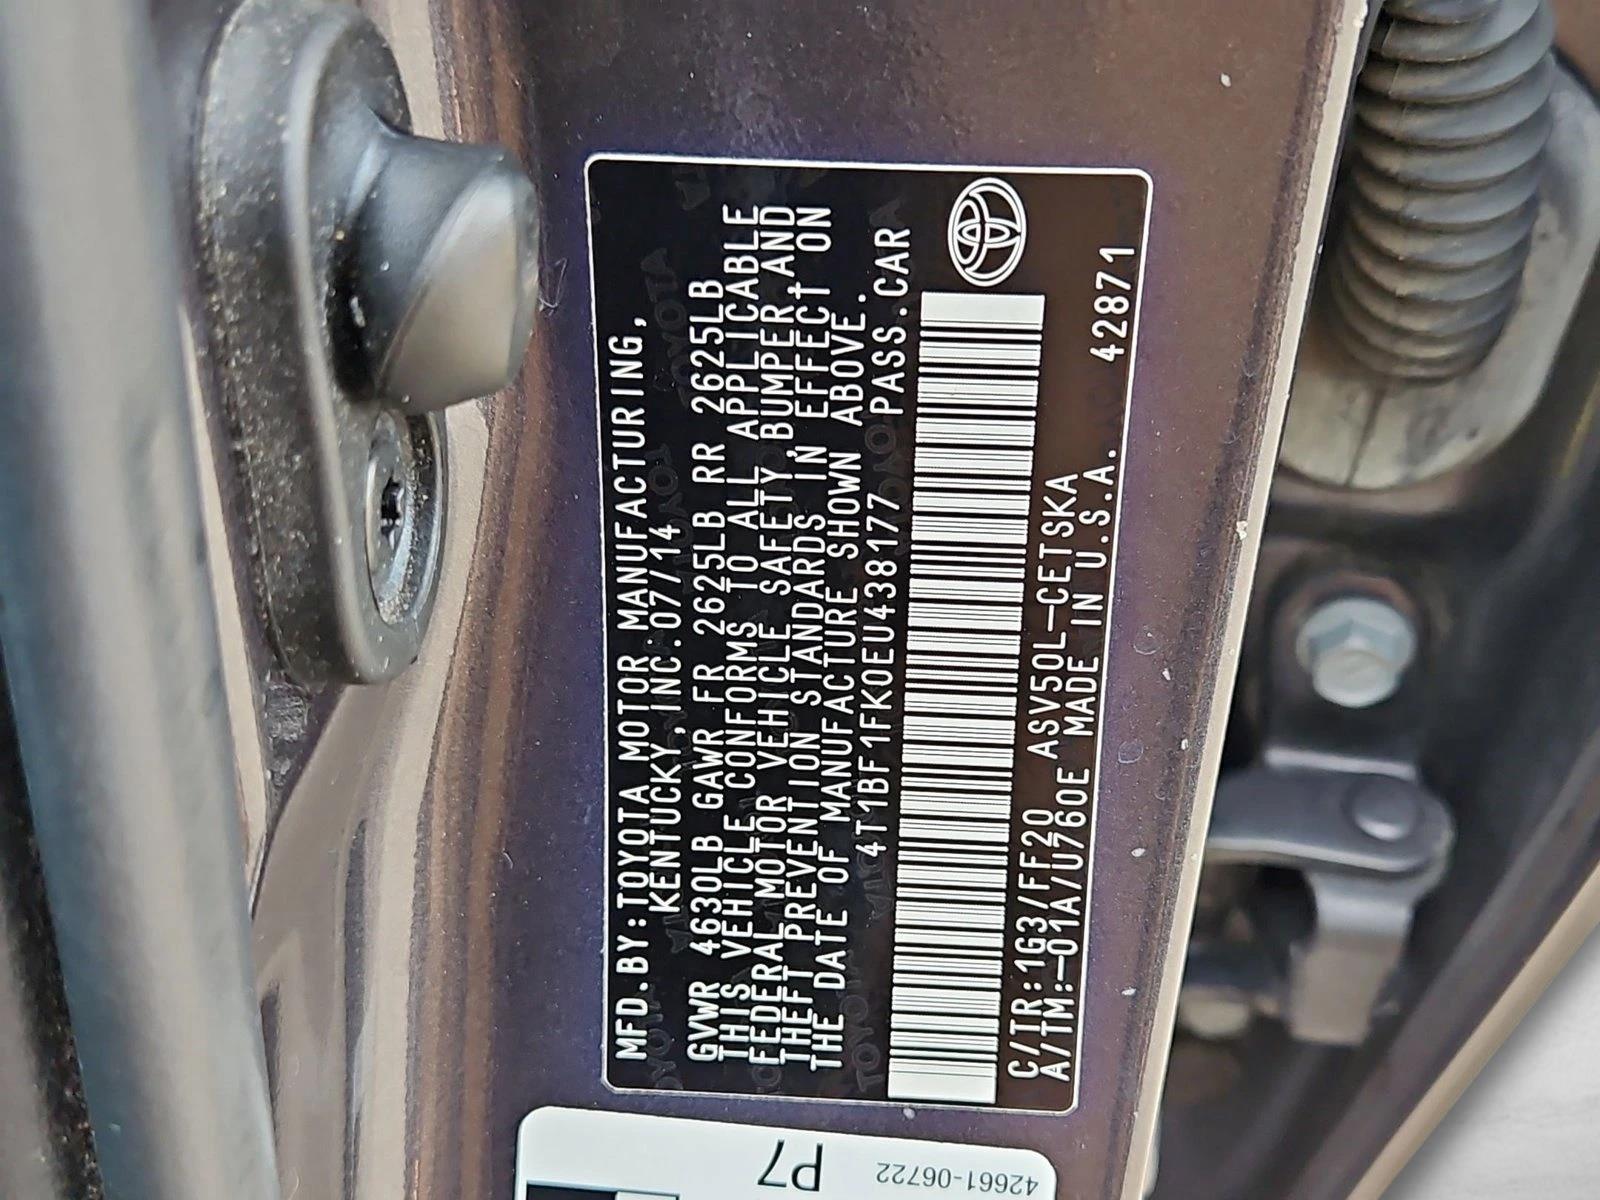 MFD.BY:TOYOTA MOTOR MANUFACTURING,
KENTUCKY,INC.07/14
GVWR 4630LB GAWR FR 2625LB RR 2625LB
THIS VEHICLE CONFORMS TO ALL APPLICABLE
FEDERAL MOTOR VEHICLE SAFETY,BUMPER,AND
THEFT PREVENTION STANDARDS IN EFFECT ON
THE DATE OF MANUFACTURE SHOWN ABOVE.
4T1BF1FK0EU438177 PASS.CAR
C/TR:1G3/FF20 ASV50L-CETSKA
A/TM:-01A/U760E MADE IN U.S.A. 42871
P7
42661-06722